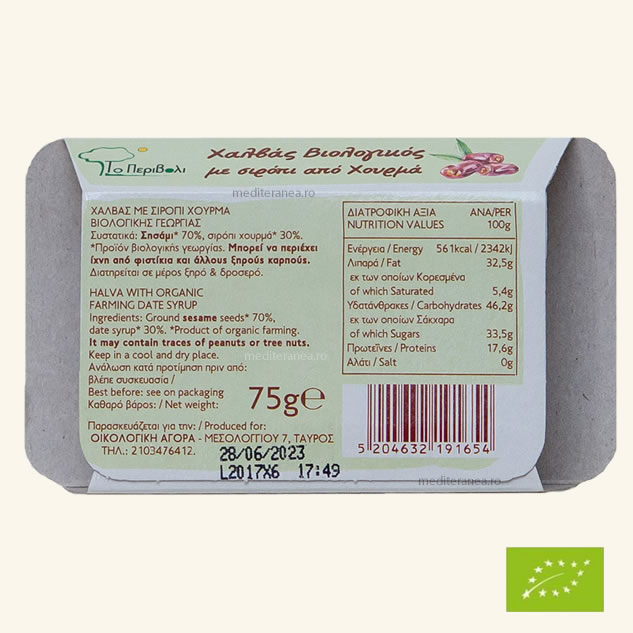 Το Περιβολι
Χαλβάς Βιολογικός
με σιρόπι από Χουρμά
mediteranea.ro
ΧΑΛΒΑΣ ΜΕ ΣΙΡΟΠΙ ΧΟΥΡΜΑ
ΒΙΟΛΟΓΙΚΗΣ ΓΕΩΡΓΙΑΣ
Συστατικά: Σησάμι* 70%, σιρόπι χουρμά* 30%.
*Προϊόν βιολογικής γεωργίας. Μπορεί να περιέχει
ίχνη από φιστίκια και άλλους ξηρούς καρπούς.
Διατηρείται σε μέρος ξηρό & δροσερό.
HALVA WITH ORGANIC
FARMING DATE SYRUP
Ingredients: Ground sesame seeds* 70%,
date syrup* 30%. *Product of organic farming.
It may contain traces of peanuts or tree nuts.
Keep in a cool and dry place.
mediteranea.ro
Ανάλωση κατά προτίμηση πριν από:
βλέπε συσκευασία /
Best before: see on packaging
Καθαρό βάρος: / Net weight:
75g℮
Παρασκευάζεται για την: / Produced for:
ΟΙΚΟΛΟΓΙΚΗ ΑΓΟΡΑ - ΜΕΣΟΛΟΓΓΙΟΥ 7, ΤΑΥΡΟΣ
ΤΗΛ.: 2103476412.
28/06/2023
L2017X6 17:49
ΔΙΑΤΡΟΦΙΚΗ ΑΞΙΑ ΑΝΑ/PER
NUTRITION VALUES 100g
Ενέργεια / Energy 561kcal / 2342kJ
Λιπαρά / Fat 32,5g
εκ των οποίων Κορεσμένα
of which Saturated 5,4g
Υδατάνθρακες / Carbohydrates 46,2g
εκ των οποίων Σάκχαρα
of which Sugars 33,5g
Πρωτεΐνες / Proteins 17,6g
Αλάτι / Salt 0g
5 204632 191654
mediteranea.ro